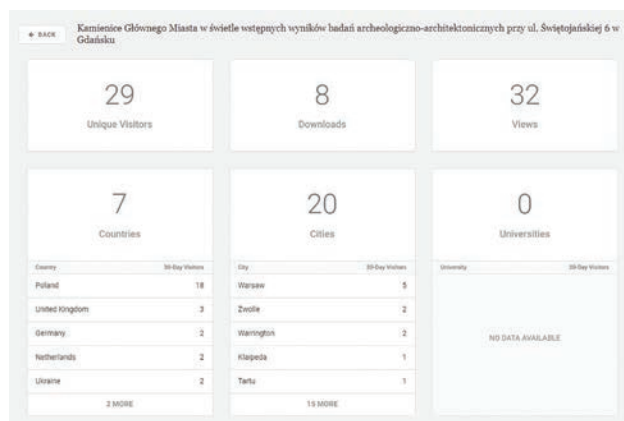 BACK
Kamienice Głównego Miasta w świetle wstępnych wyników badań archeologiczno-architektonicznych przy ul. Świętojańskiej 6 w
Gdańsku
29
Unique Visitors
8
Downloads
32
Views
7
Countries
Country 30-Day Visitors
Poland 18
United Kingdom 3
Germany 2
Netherlands 2
Ukraine 2
2 MORE
20
Cities
City 30-Day Visitors
Warsaw 5
Zwolle 2
Warrington 2
Klaipeda 1
Tartu 1
15 MORE
0
Universities
University 30-Day Visitors
NO DATA AVAILABLE